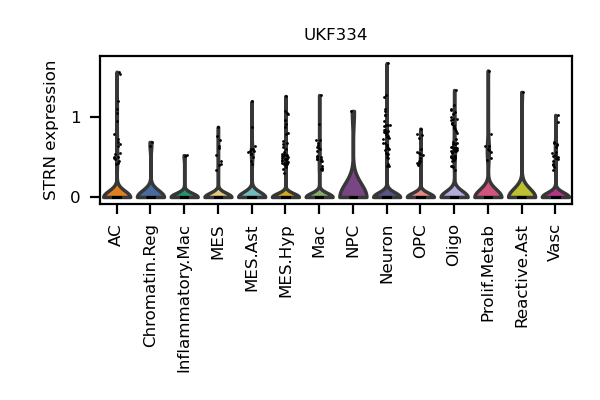 UKF334
STRN expression
1
0
AC
Chromatin.Reg
Inflammatory.Mac
MES
MES.Ast
MES.Hyp
Mac
NPC
Neuron
OPC
Oligo
Prolif.Metab
Reactive.Ast
Vasc